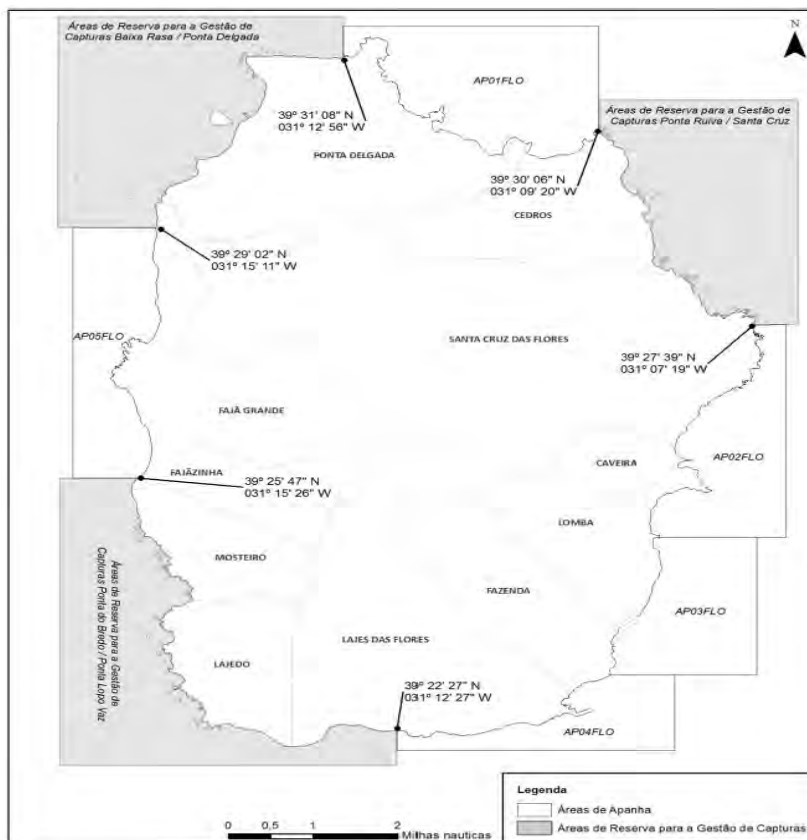 Áreas de Reserva para a Gestão de
Capturas Baixa Rasa / Ponta Delgada
N
AP01FLO
Áreas de Reserva para a Gestão de
Capturas Ponta Ruiva / Santa Cruz
39º 31' 08" N
031º 12' 56" W
PONTA DELGADA
39º 30' 06" N
031º 09' 20" W
CEDROS
39º 29' 02" N
031º 15' 11" W
AP05FLO
SANTA CRUZ DAS FLORES
39º 27' 39" N
031º 07' 19" W
FAJÃ GRANDE
CAVEIRA
AP02FLO
FAJÃZINHA
39º 25' 47" N
031º 15' 26" W
LOMBA
Áreas de Reserva para a Gestão de
Capturas Ponta do Bredo / Ponta Lopo Vaz
MOSTEIRO
FAZENDA
AP03FLO
LAJES DAS FLORES
LAJEDO
39º 22' 27" N
031º 12' 27" W
AP04FLO
Legenda
Áreas de Apanha
Áreas de Reserva para a Gestão de Capturas
0 0,5 1 2
Milhas nauticas